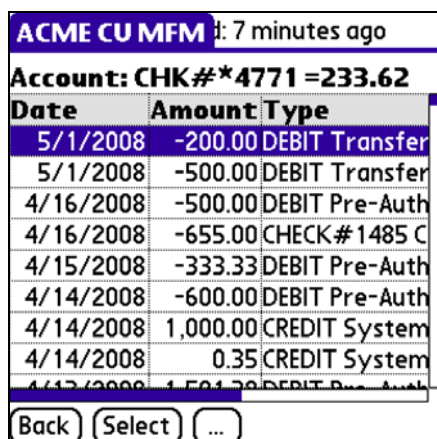 ACME CU MFM d: 7 minutes ago
Account: CHK#*4771 =233.62
Date Amount Type
5/1/2008 -200.00 DEBIT Transfer
5/1/2008 -500.00 DEBIT Transfer
4/16/2008 -500.00 DEBIT Pre-Auth
4/16/2008 -655.00 CHECK#1485 C
4/15/2008 -333.33 DEBIT Pre-Auth
4/14/2008 -600.00 DEBIT Pre-Auth
4/14/2008 1,000.00 CREDIT System
4/14/2008 0.35 CREDIT System
Back Select ...